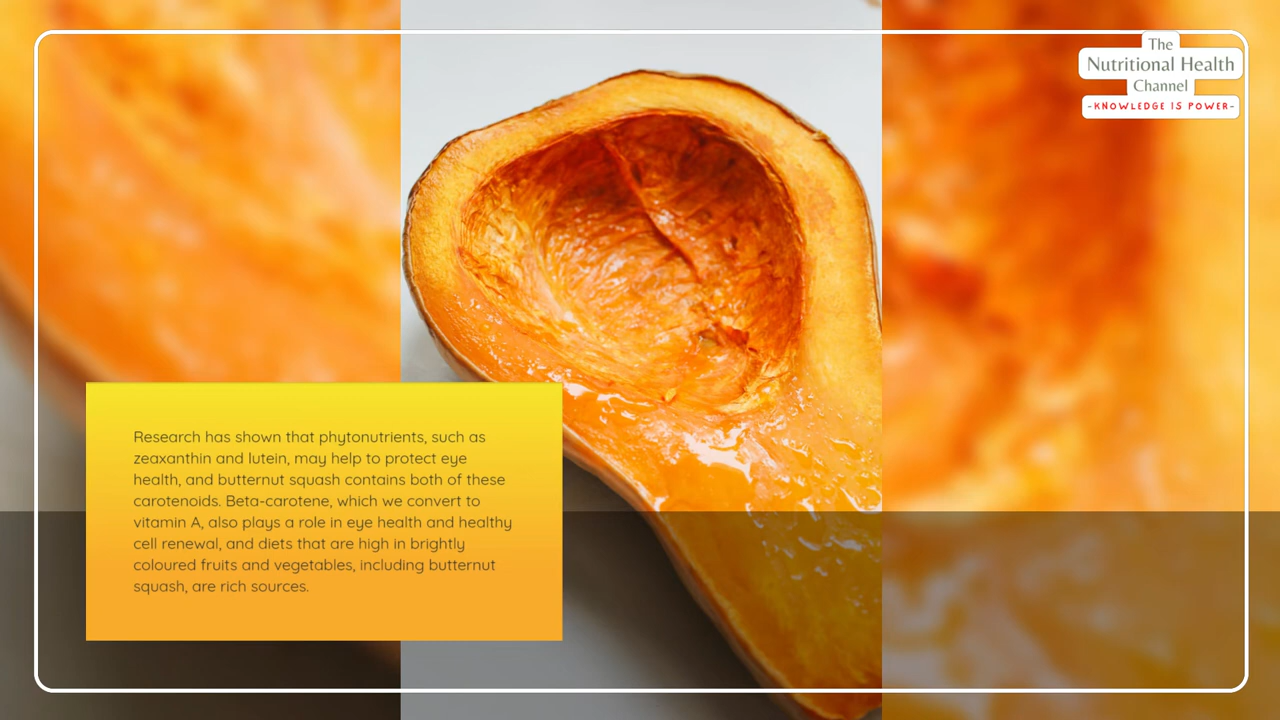 The
Nutritional Health
Channel
-KNOWLEDGE IS POWER-
Research has shown that phytonutrients, such as
zeaxanthin and lutein, may help to protect eye
health, and butternut squash contains both of these
carotenoids. Beta-carotene, which we convert to
vitamin A, also plays a role in eye health and healthy
cell renewal, and diets that are high in brightly
coloured fruits and vegetables, including butternut
squash, are rich sources.